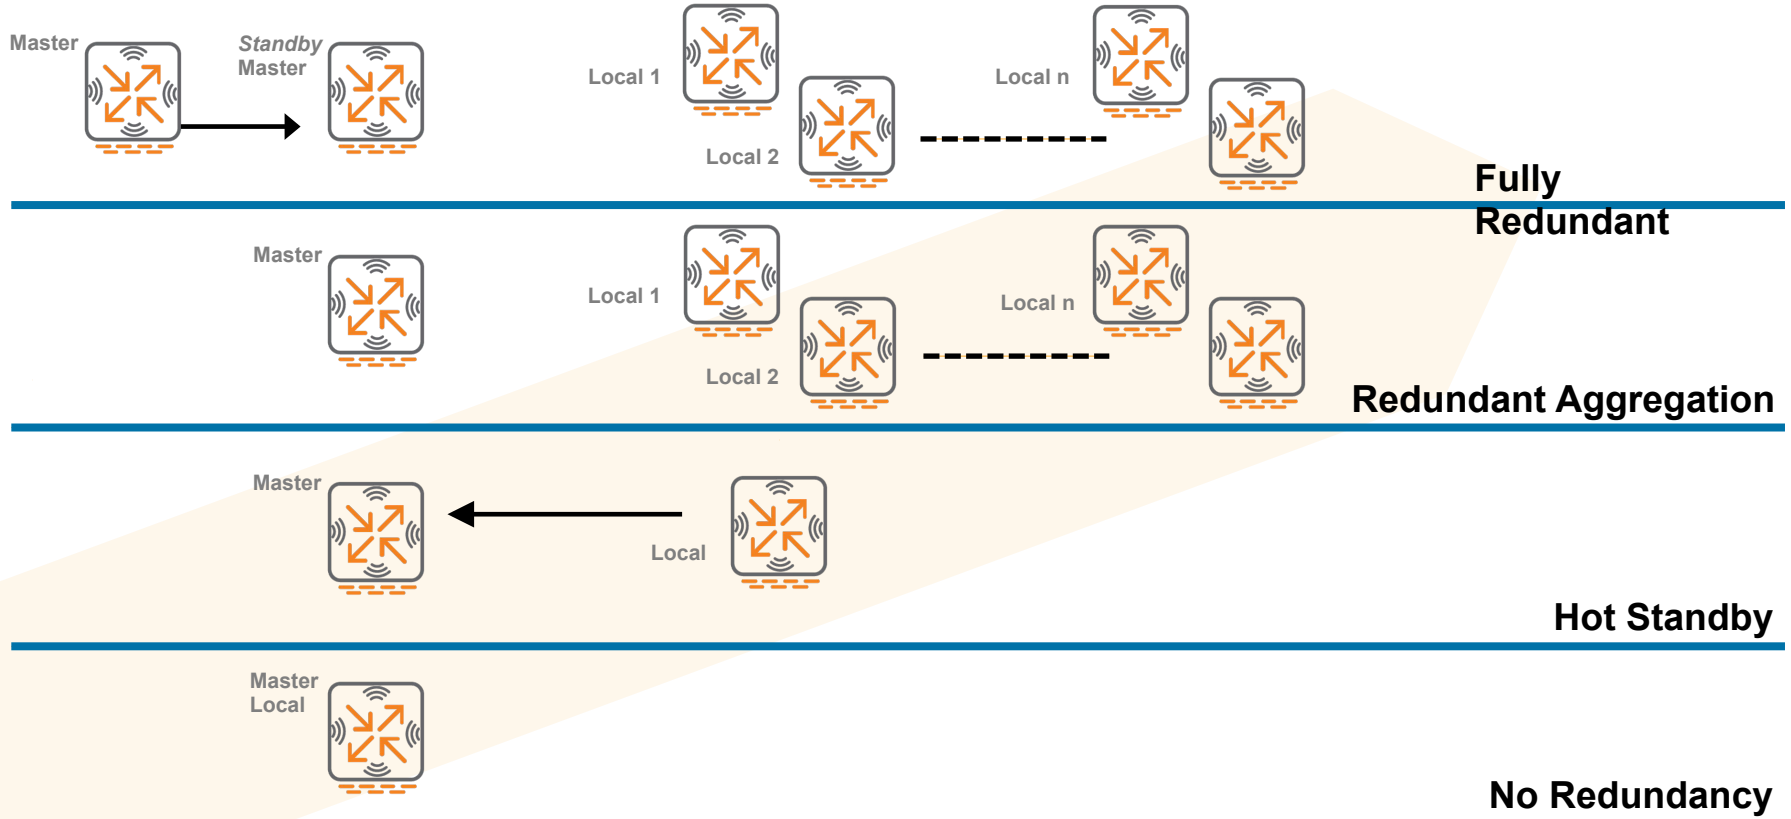 Master
Standby
Master
Local 1
Local 2
Local n
Fully
Redundant
Master
Local 1
Local 2
Local n
Redundant Aggregation
Master
Local
Hot Standby
Master
Local
No Redundancy